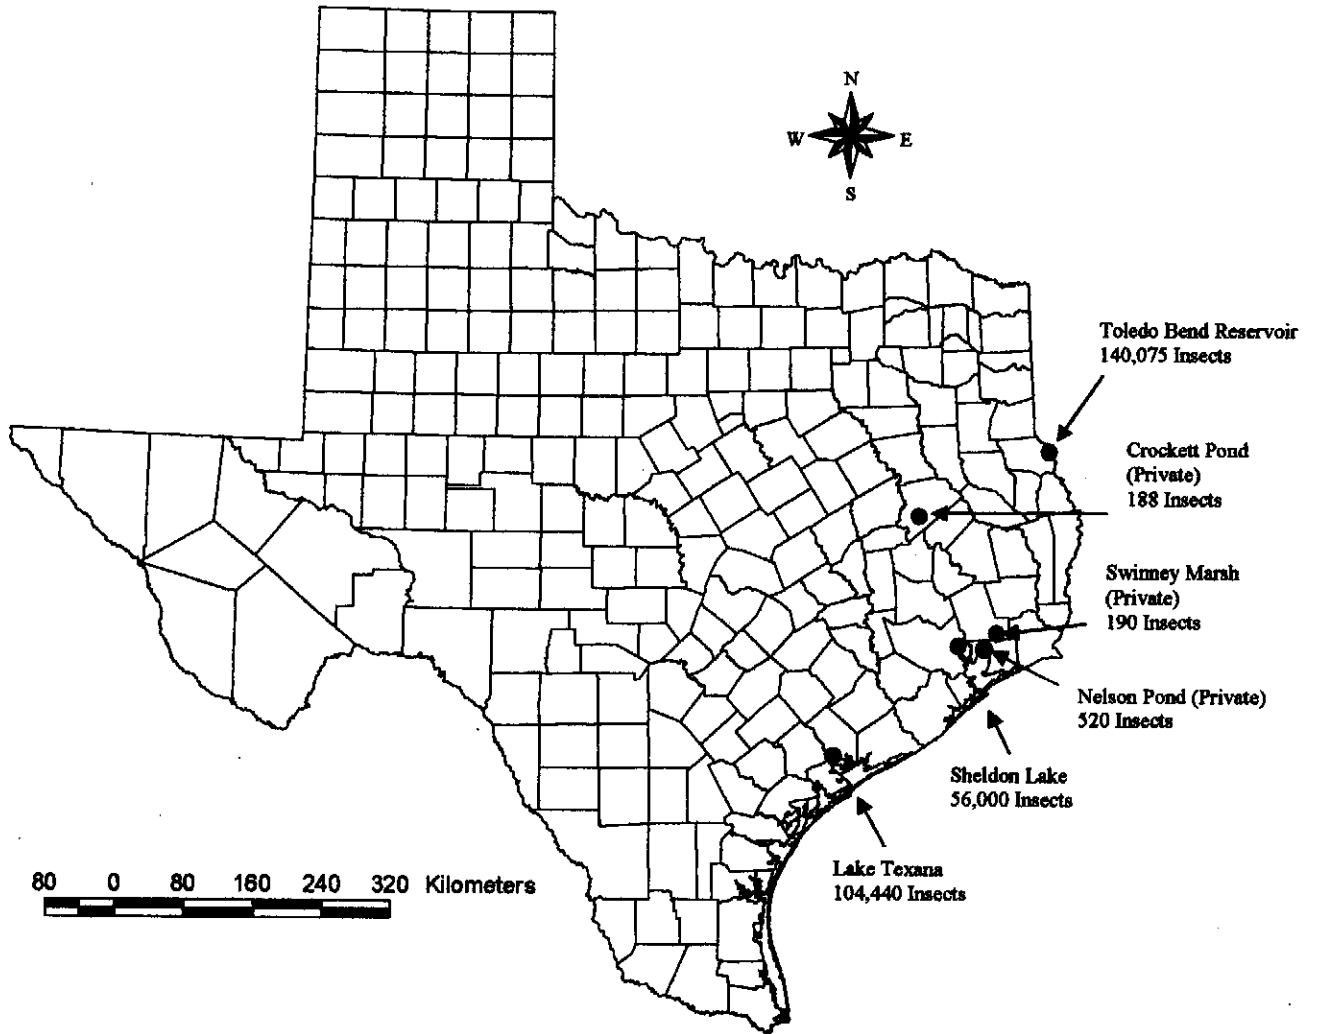 N
W E
S
Toledo Bend Reservoir
140,075 Insects
Crockett Pond
(Private)
188 Insects
Swinney Marsh
(Private)
190 Insects
Nelson Pond (Private)
520 Insects
Sheldon Lake
56,000 Insects
Lake Texana
104,440 Insects
80 0 80 160 240 320 Kilometers